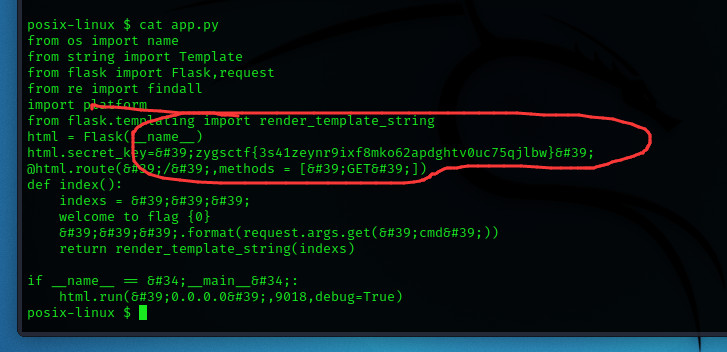 posix-linux $ cat app.py
from os import name
from string import Template
from flask import Flask,request
from re import findall
import platform
from flask.templating import render_template_string
html = Flask(__name__)
html.secret_key=&#39;zygsctf{3s41zeynr9ixf8mko62apdghtv0uc75qjlbw}&#39;
@html.route(&#39;/&#39;,methods = [&#39;GET&#39;])
def index():
    indexs = &#39;&#39;&#39;
    welcome to flag {0}
    &#39;&#39;&#39;.format(request.args.get(&#39;cmd&#39;))
    return render_template_string(indexs)
if __name__ == &#34;__main__&#34;:
    html.run(&#39;0.0.0.0&#39;,9018,debug=True)
posix-linux $